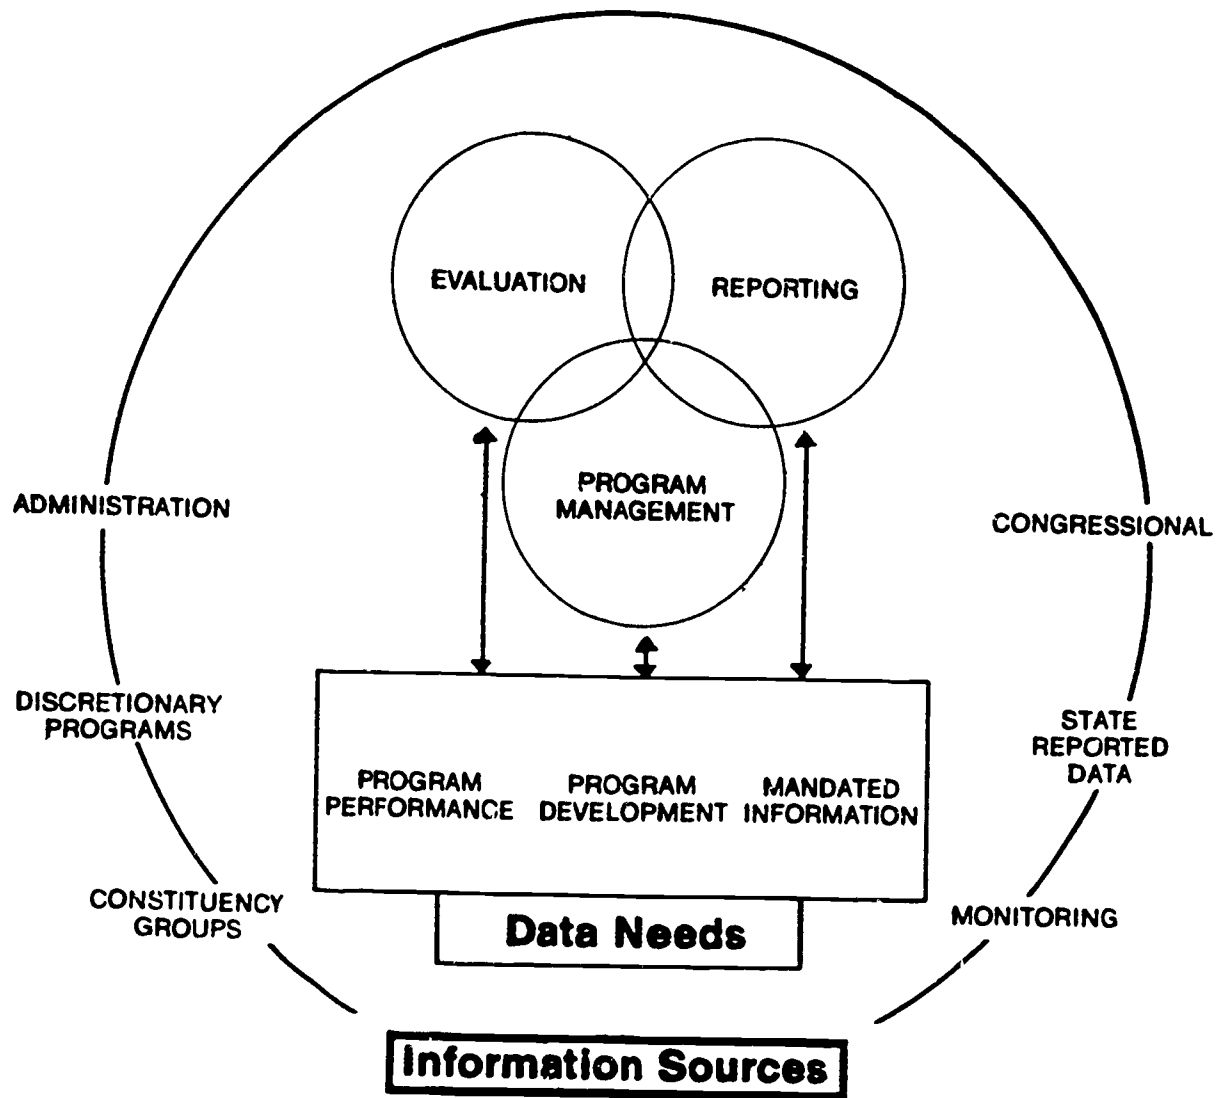 EVALUATION
REPORTING
PROGRAM
MANAGEMENT
ADMINISTRATION
CONGRESSIONAL
DISCRETIONARY
PROGRAMS
STATE
REPORTED
DATA
PROGRAM
PERFORMANCE
PROGRAM
DEVELOPMENT
MANDATED
INFORMATION
CONSTITUENCY
GROUPS
MONITORING
Data Needs
Information Sources